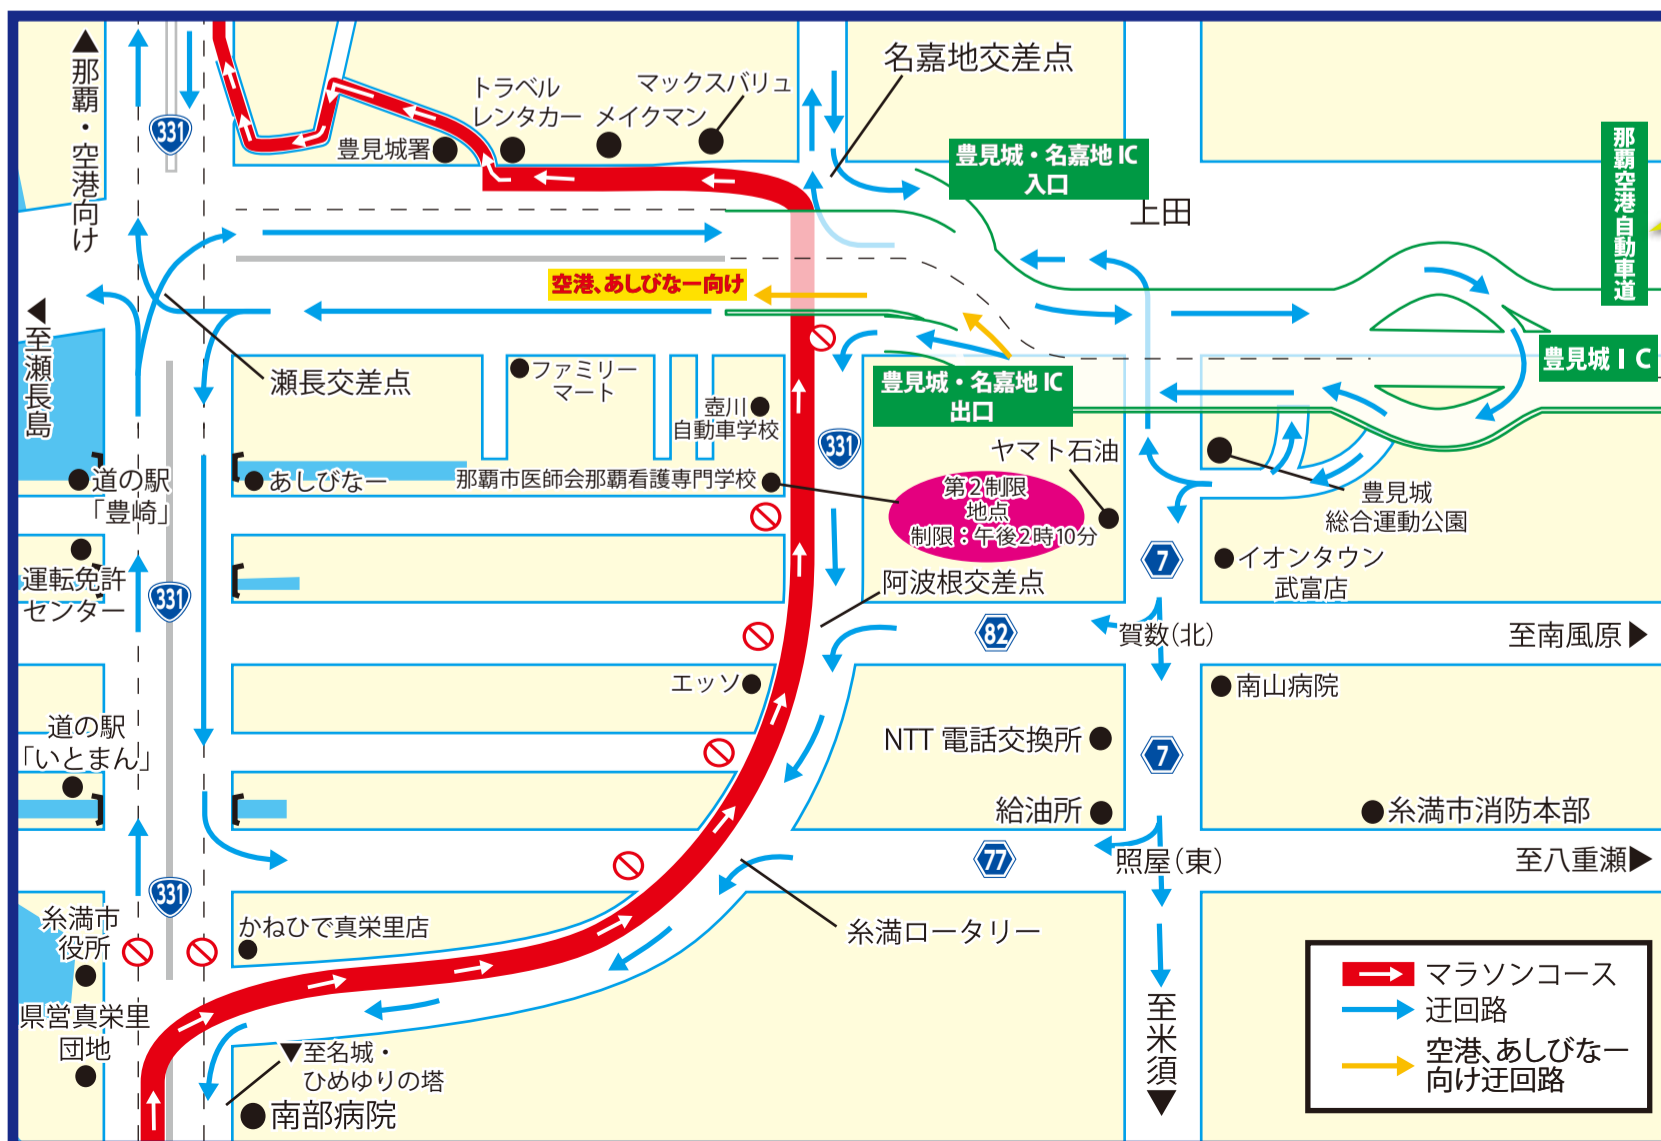 ▲那覇・空港向け
331
トラベル
レンタカー
メイクマン
マックスバリュ
豊見城署
名嘉地交差点
豊見城・名嘉地 IC
入口
上田
那覇空港自動車道
空港、あしびなー向け
◀至瀬長島
瀬長交差点
ファミリー
マート
壺川
自動車学校
豊見城・名嘉地 IC
出口
豊見城 I C
331
ヤマト石油
道の駅
「豊崎」
あしびなー
那覇市医師会那覇看護専門学校
第2制限
地点
制限：午後2時10分
豊見城
総合運動公園
運転免許
センター
331
阿波根交差点
7
イオンタウン
武富店
82
賀数(北)
至南風原▶
エッソ
南山病院
道の駅
「いとまん」
NTT 電話交換所
7
給油所
糸満市消防本部
77
照屋(東)
至八重瀬▶
331
糸満市
役所
かねひで真栄里店
糸満ロータリー
県営真栄里
団地
▼至名城・
ひめゆりの塔
南部病院
至米須▼
マラソンコース
迂回路
空港、あしびなー
向け迂回路